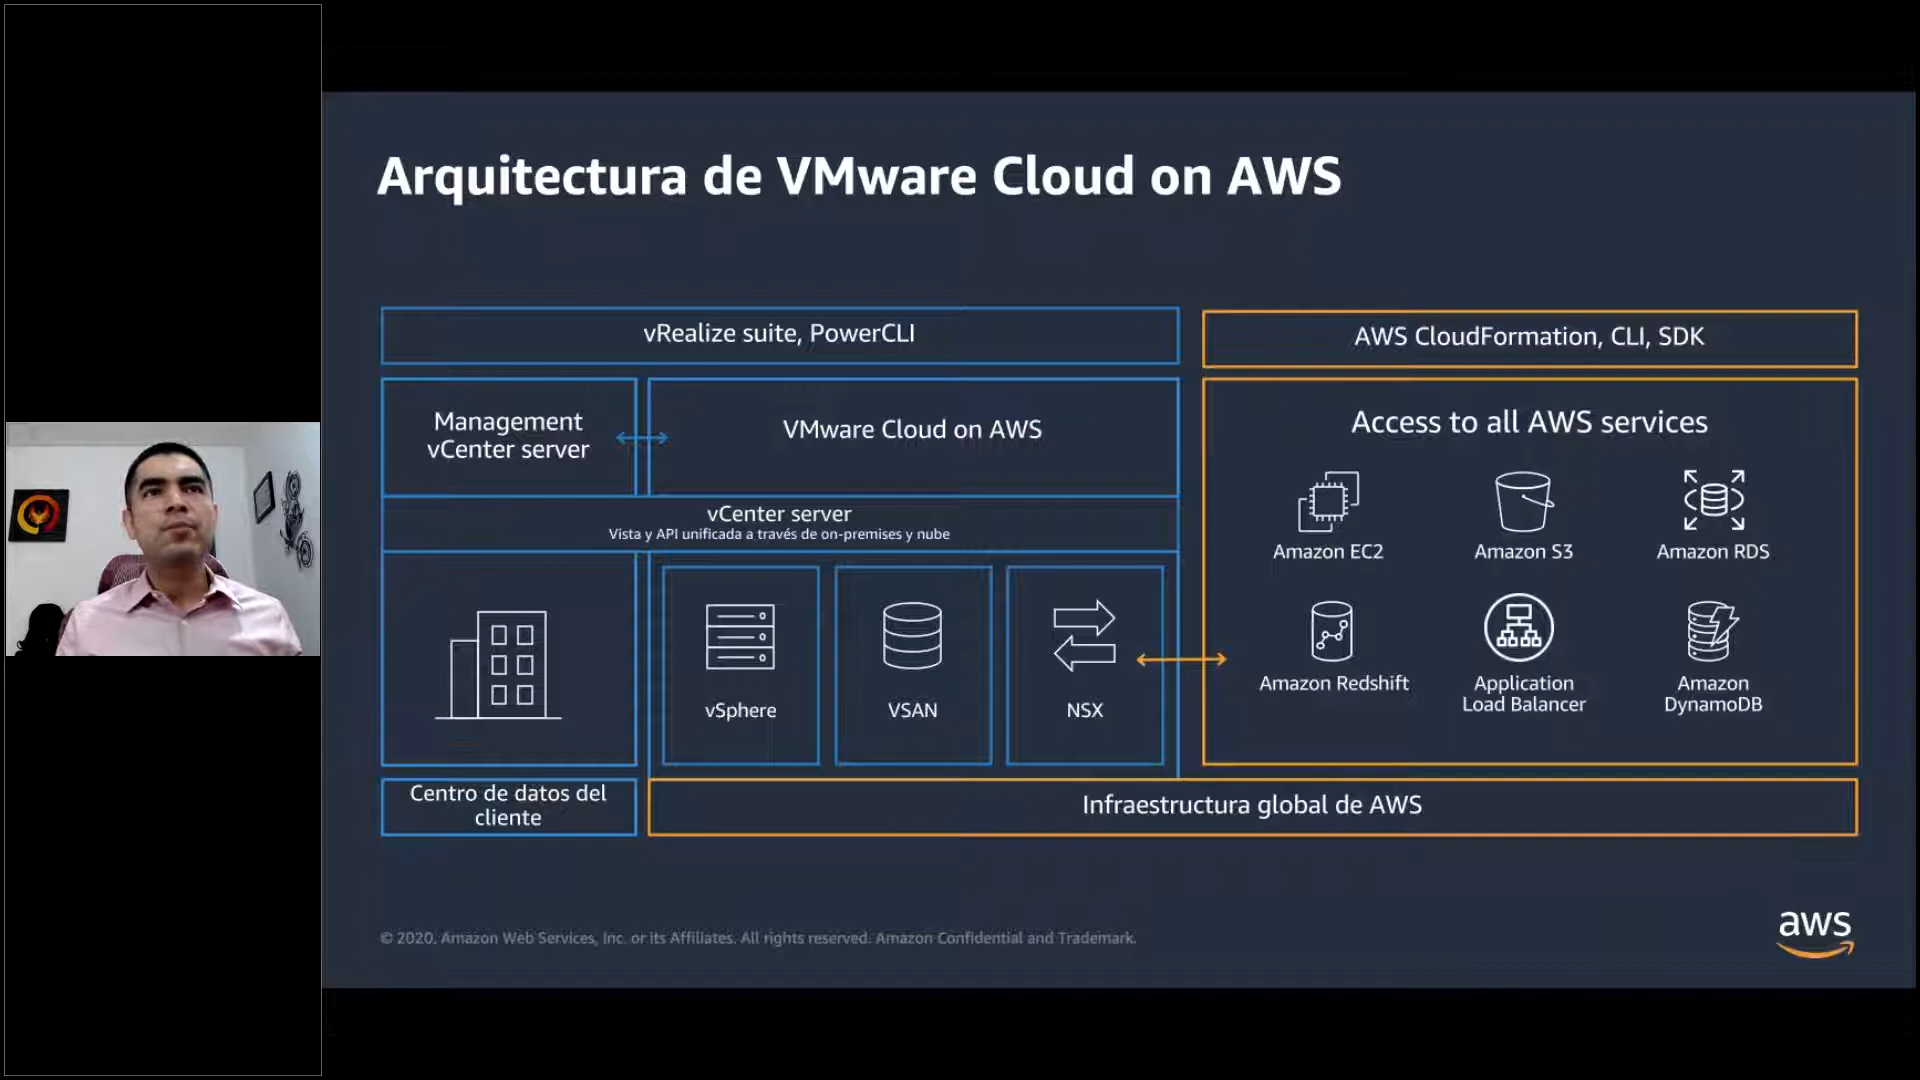 Arquitectura de VMware Cloud on AWS
vRealize suite, PowerCLI
AWS CloudFormation, CLI, SDK
Management
vCenter server
VMware Cloud on AWS
Access to all AWS services
vCenter server
Vista y API unificada a través de on-premises y nube
Amazon EC2
Amazon S3
Amazon RDS
vSphere
VSAN
NSX
Amazon Redshift
Application
Load Balancer
Amazon
DynamoDB
Centro de datos del
cliente
Infraestructura global de AWS
© 2020, Amazon Web Services, Inc. or its Affiliates. All rights reserved. Amazon Confidential and Trademark.
aws